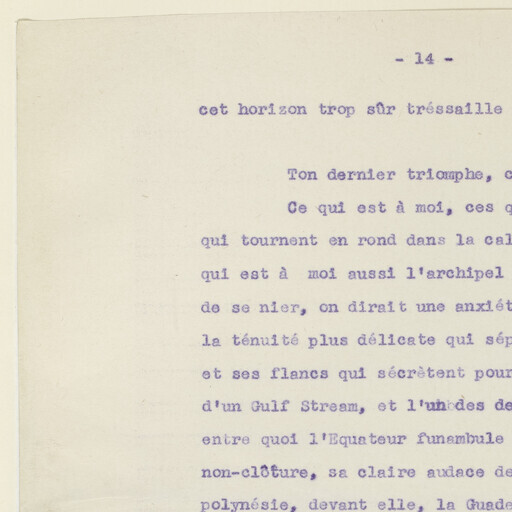 - 14 -
cet horizon trop sûr tréssaille
Ton dernier triomphe, c
Ce qui est à moi, ces q
qui tournent en rond dans la cal
qui est à moi aussi l'archipel
de se nier, on dirait une anxiét
la ténuité plus délicate qui sép
et ses flancs qui sécrètent pour
d'un Gulf Stream, et l'un des de
entre quoi l'Equateur funambule
non-clôture, sa claire audace de
polynésie, devant elle, la Guade